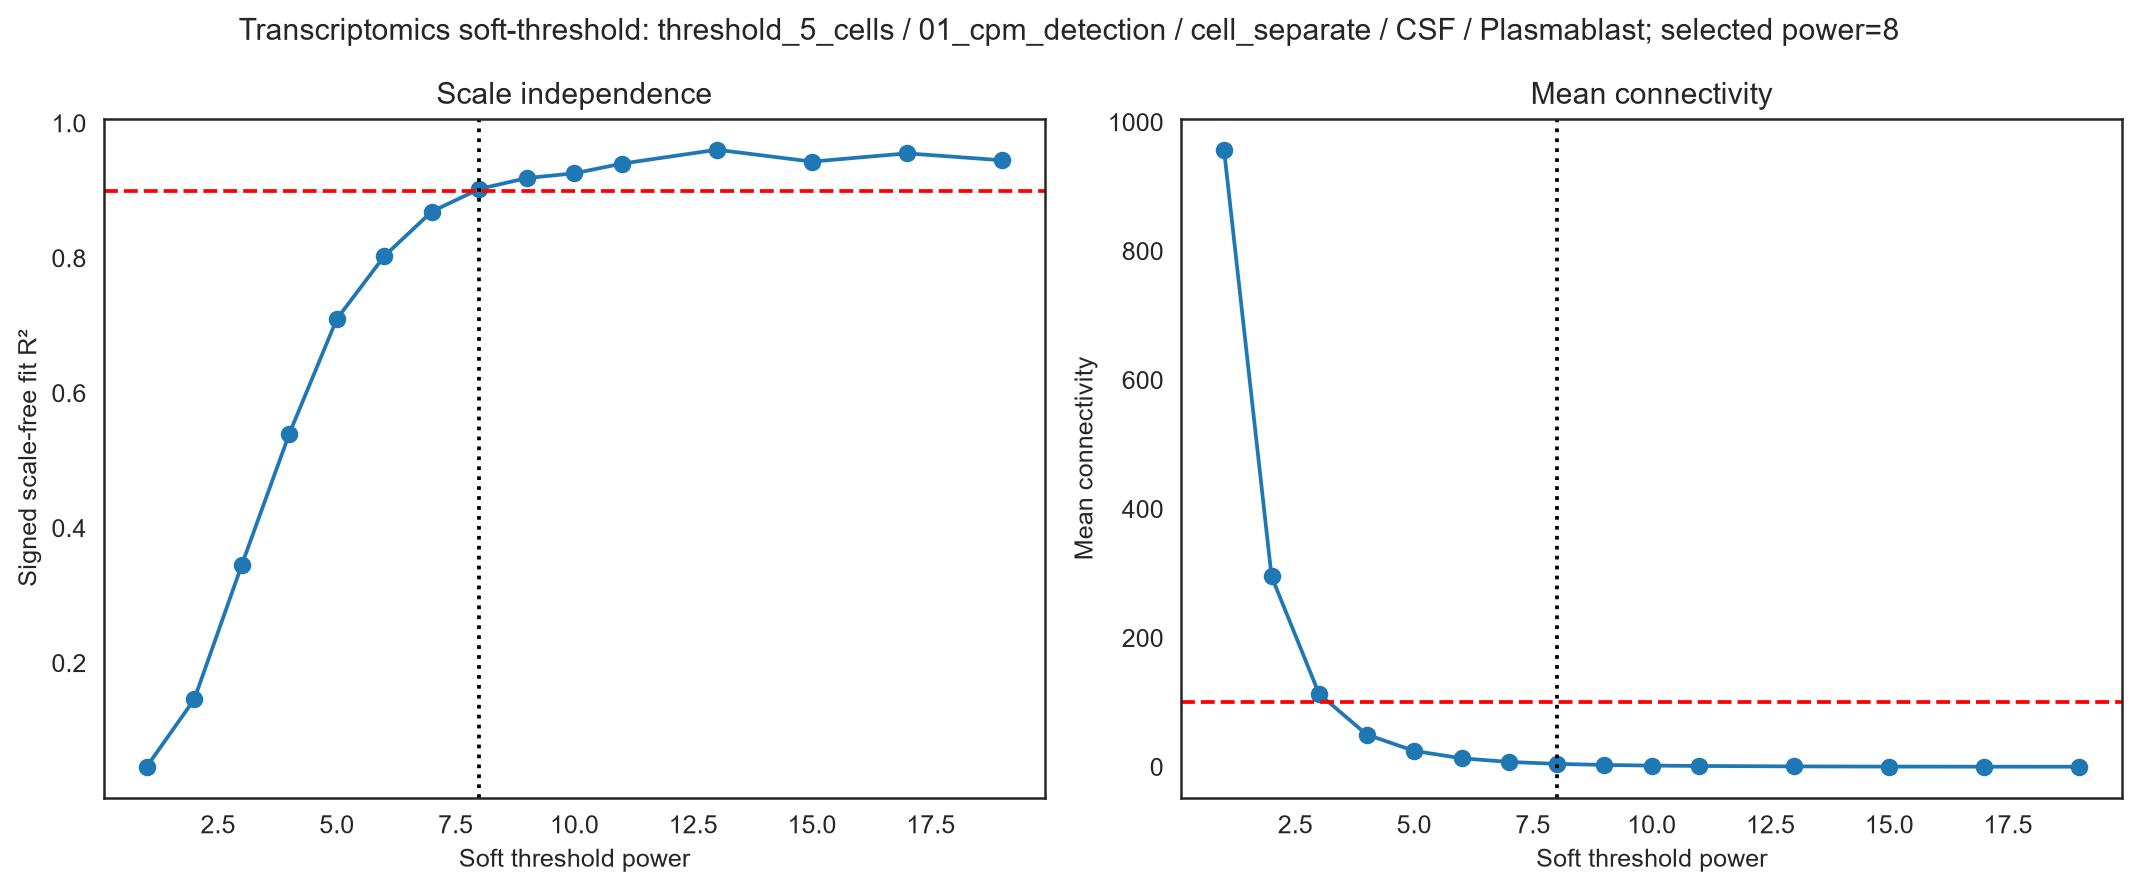 Transcriptomics soft-threshold: threshold_5_cells / 01_cpm_detection / cell_separate / CSF / Plasmablast; selected power=8
Scale independence
1.0
0.8
0.6
0.4
0.2
Signed scale-free fit R²
2.5 5.0 7.5 10.0 12.5 15.0 17.5
Soft threshold power
Mean connectivity
1000
800
600
400
200
0
Mean connectivity
2.5 5.0 7.5 10.0 12.5 15.0 17.5
Soft threshold power